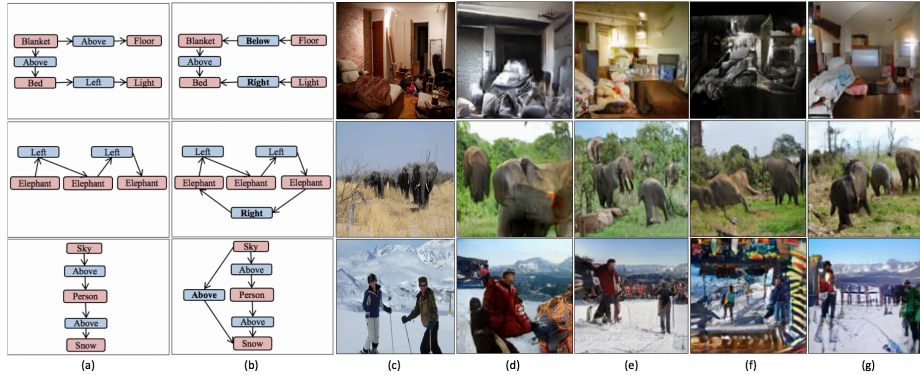 Blanket Above Floor
Above
Bed Left Light
Blanket Below Floor
Above
Bed Right Light
Left Left
Elephant Elephant Elephant
Left Left
Elephant Elephant Elephant
Right
Sky
Above
Person
Above
Snow
Sky
Above
Above Person
Above
Snow
(a) (b) (c) (d) (e) (f) (g)